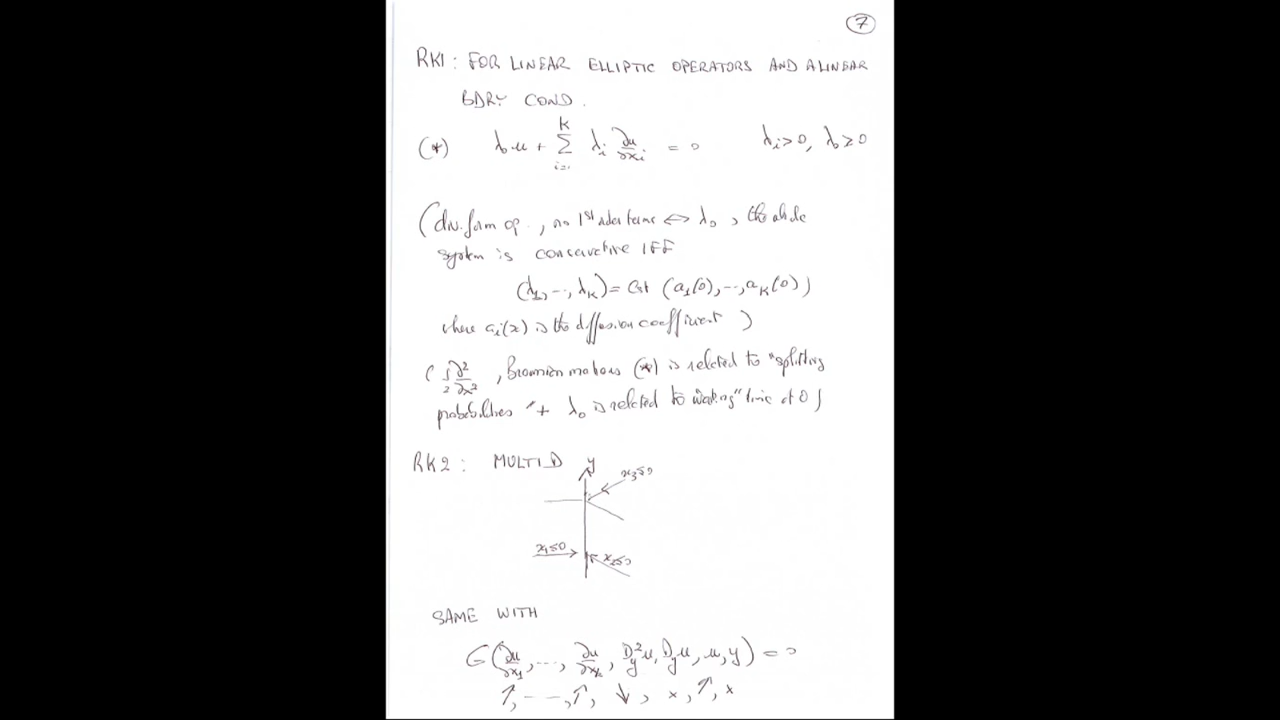 7
RK1 : FOR LINEAR ELLIPTIC OPERATORS AND A LINEAR
BDRY COND.
(*) λ₀u + Σ_{i=1}^{K} λᵢ ∂u/∂xᵢ = 0 λᵢ>0, λ₀≥0
(div. form op., no 1st order terms ↔ λ₀, the whole
system is conservative IFF
(λ₁, --, λ_K) = Cst (a₁(0), --, a_K(0))
where aᵢ(x) is the diffusion coefficient)
(1/2 ∂²/∂x², Brownian motions (*) is related to "splitting
probabilities" + λ₀ is related to "waiting" time at 0)
RK2 : MULTI D
y
x₃≤0
x₁≤0
x₂≤0
SAME WITH
G(∂u/∂x₁, ---, ∂u/∂x_K, D²_y u, D_y u, u, y) = 0
↑, -- --, ↑, ↓, x, ↑, x